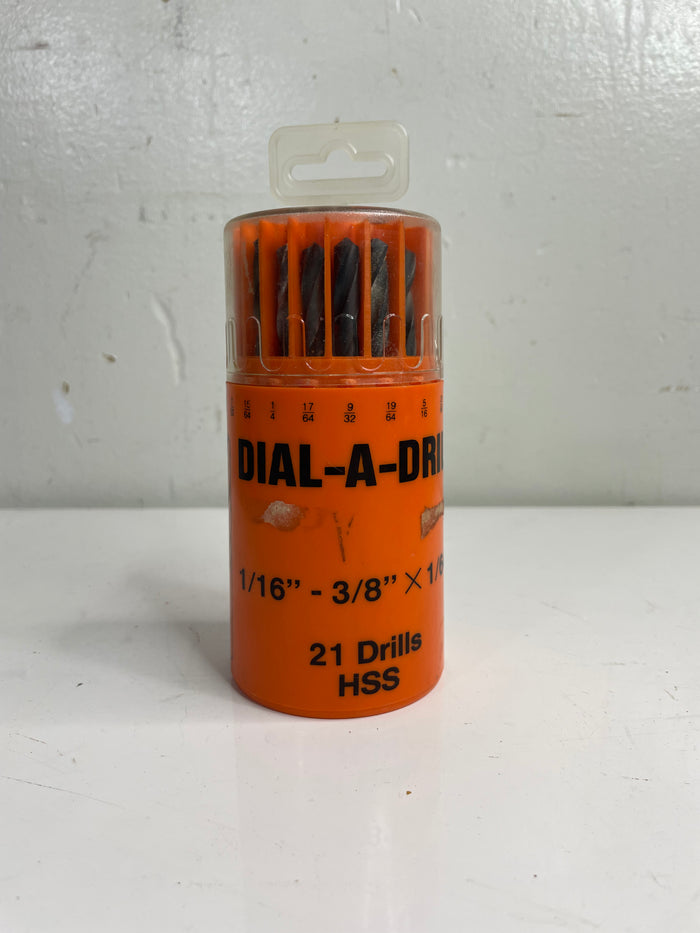 15/64 1/4 17/64 9/32 19/64 5/16
DIAL-A-DRI
1/16” - 3/8” × 1/6
21 Drills
HSS